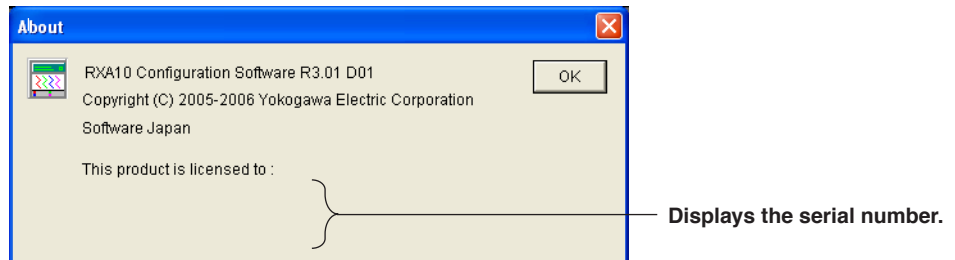 About
RXA10 Configuration Software R3.01 D01
OK
Copyright (C) 2005-2006 Yokogawa Electric Corporation
Software Japan
This product is licensed to :
Displays the serial number.